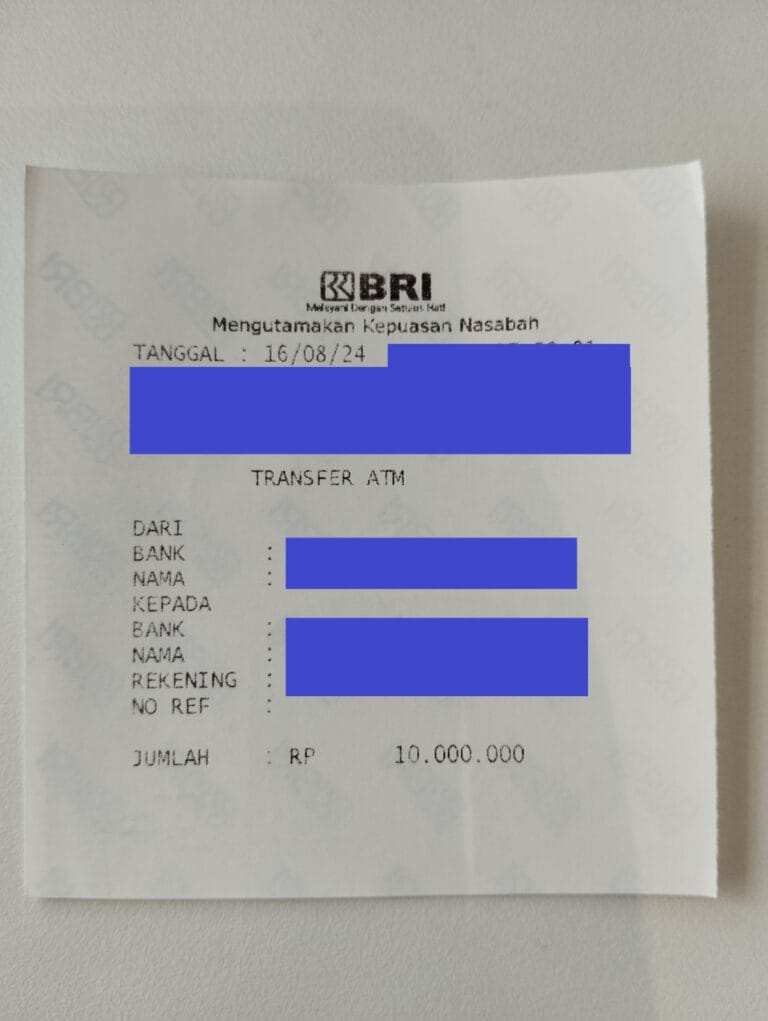 BRI
Melayani Dengan Setulus Hati
Mengutamakan Kepuasan Nasabah
TANGGAL : 16/08/24
TRANSFER ATM
DARI
BANK :
NAMA :
KEPADA
BANK :
NAMA :
REKENING :
NO REF :
JUMLAH : RP 10.000.000